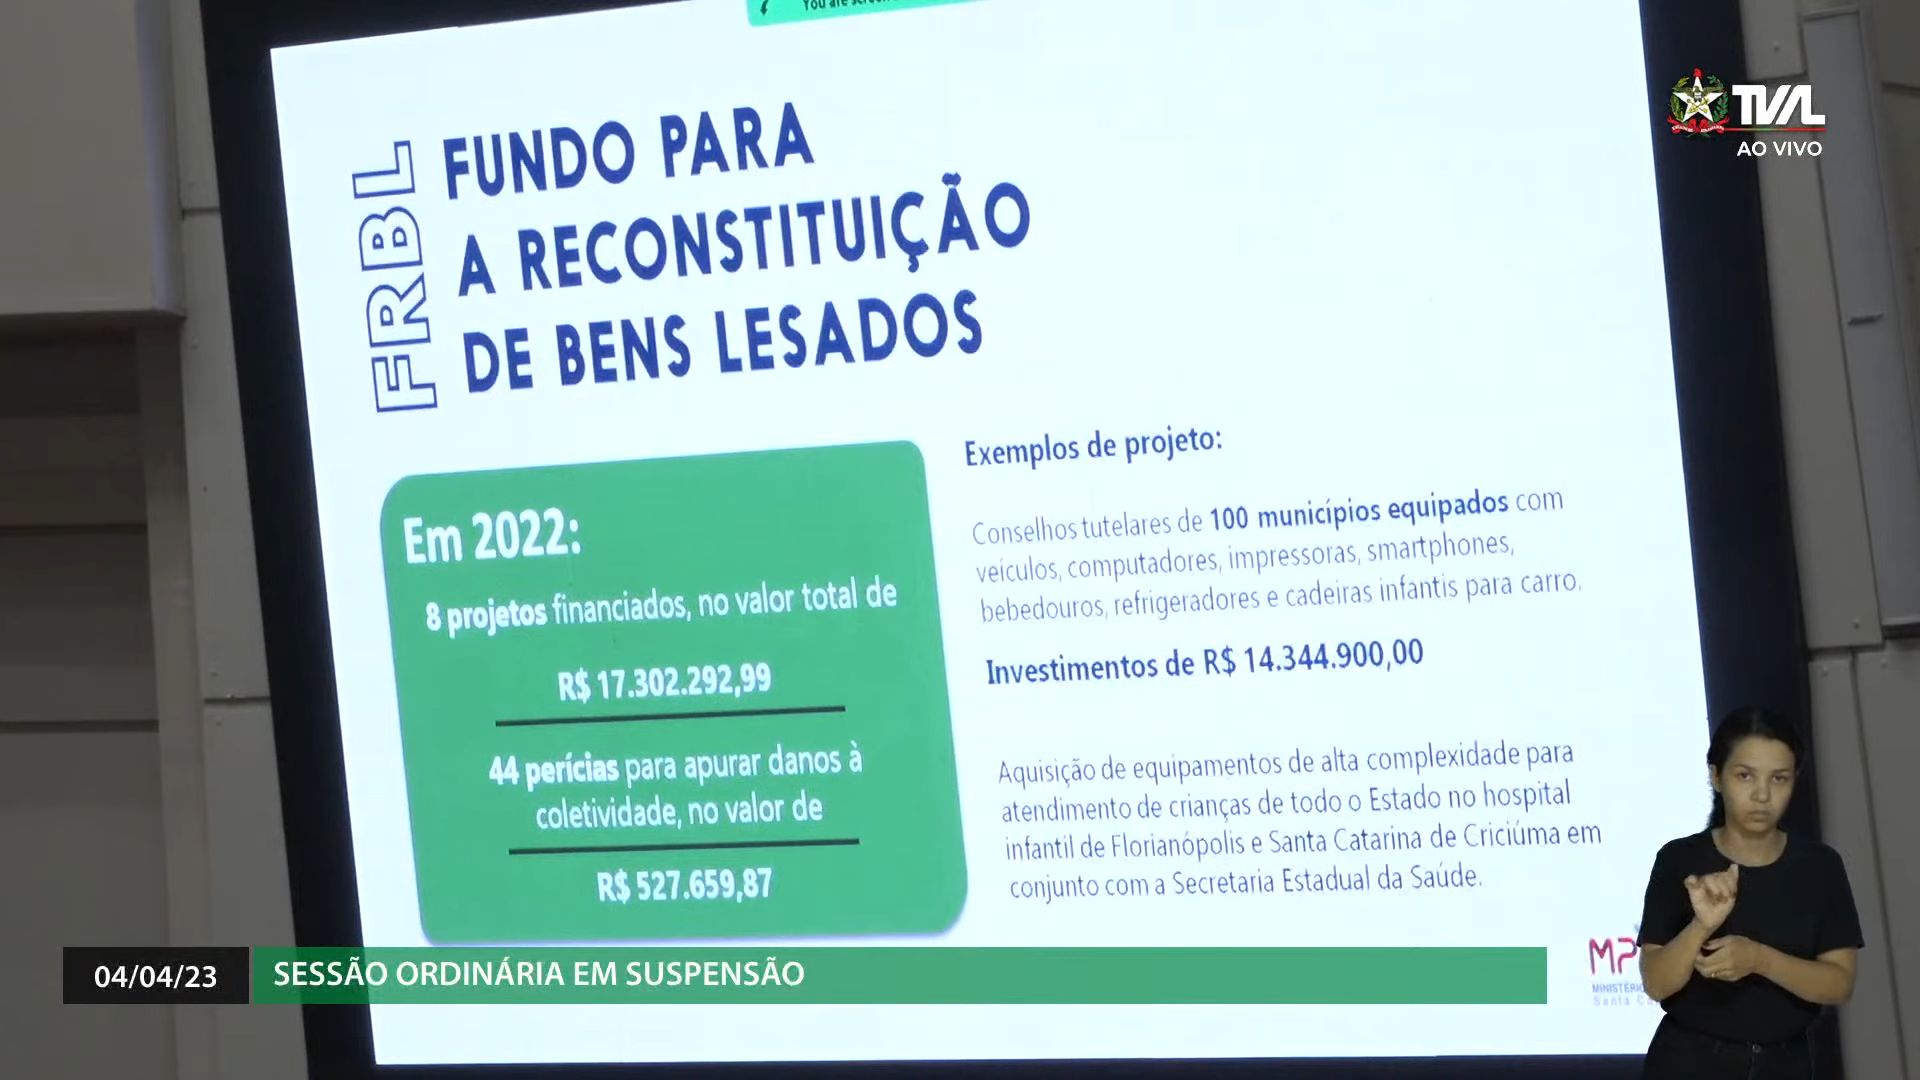 You are
TVAL
AO VIVO
FRBL
FUNDO PARA
A RECONSTITUIÇÃO
DE BENS LESADOS
Em 2022:
8 projetos financiados, no valor total de
R$ 17.302.292,99
44 perícias para apurar danos à
coletividade, no valor de
R$ 527.659,87
Exemplos de projeto:
Conselhos tutelares de 100 municípios equipados com
veículos, computadores, impressoras, smartphones,
bebedouros, refrigeradores e cadeiras infantis para carro.
Investimentos de R$ 14.344.900,00
Aquisição de equipamentos de alta complexidade para
atendimento de crianças de todo o Estado no hospital
infantil de Florianópolis e Santa Catarina de Criciúma em
conjunto com a Secretaria Estadual da Saúde.
MP
Santa
04/04/23
SESSÃO ORDINÁRIA EM SUSPENSÃO